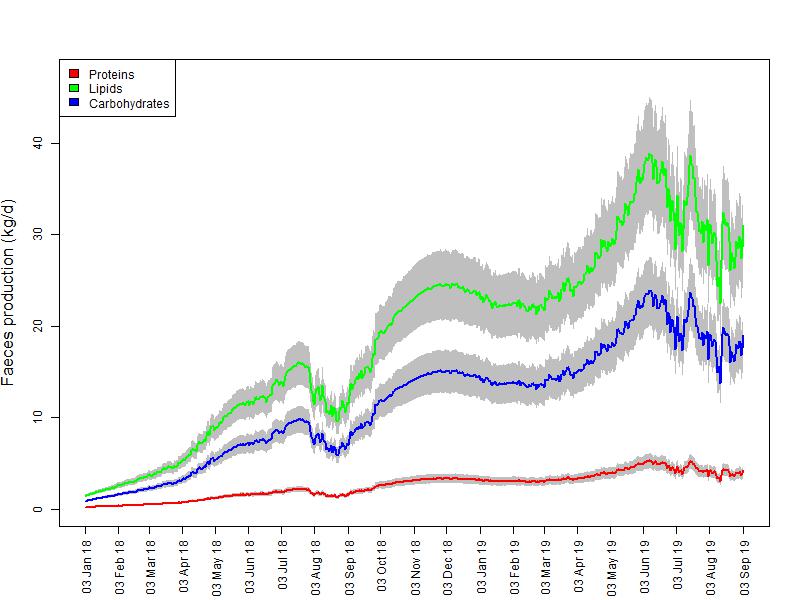 Proteins
Lipids
Carbohydrates
Faeces production (kg/d)
40
30
20
10
0
03 Jan 18
03 Feb 18
03 Mar 18
03 Apr 18
03 May 18
03 Jun 18
03 Jul 18
03 Aug 18
03 Sep 18
03 Oct 18
03 Nov 18
03 Dec 18
03 Jan 19
03 Feb 19
03 Mar 19
03 Apr 19
03 May 19
03 Jun 19
03 Jul 19
03 Aug 19
03 Sep 19